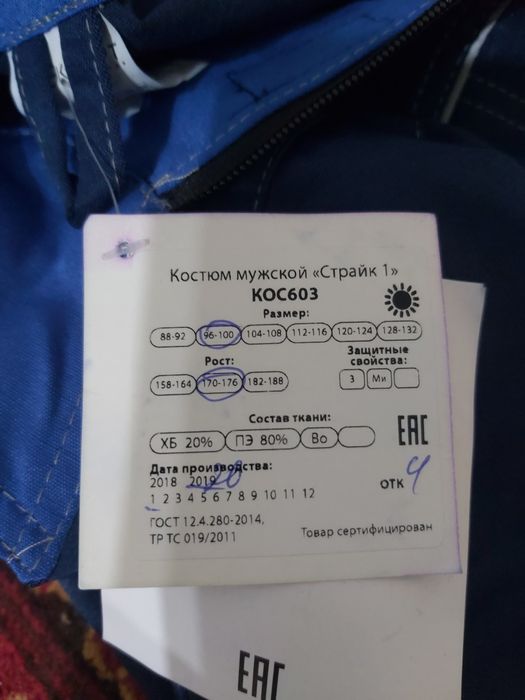 Костюм мужской «Страйк 1»
КОС603
Размер:
88-92 96-100 104-108 112-116 120-124 128-132
Рост:
158-164 170-176 182-188
Защитные
свойства:
З Ми
Состав ткани:
ХБ 20% ПЭ 80% Во
EAC
Дата производства:
2018 2019 20
1 2 3 4 5 6 7 8 9 10 11 12
ОТК 4
ГОСТ 12.4.280-2014,
ТР ТС 019/2011
Товар сертифицирован
EAC